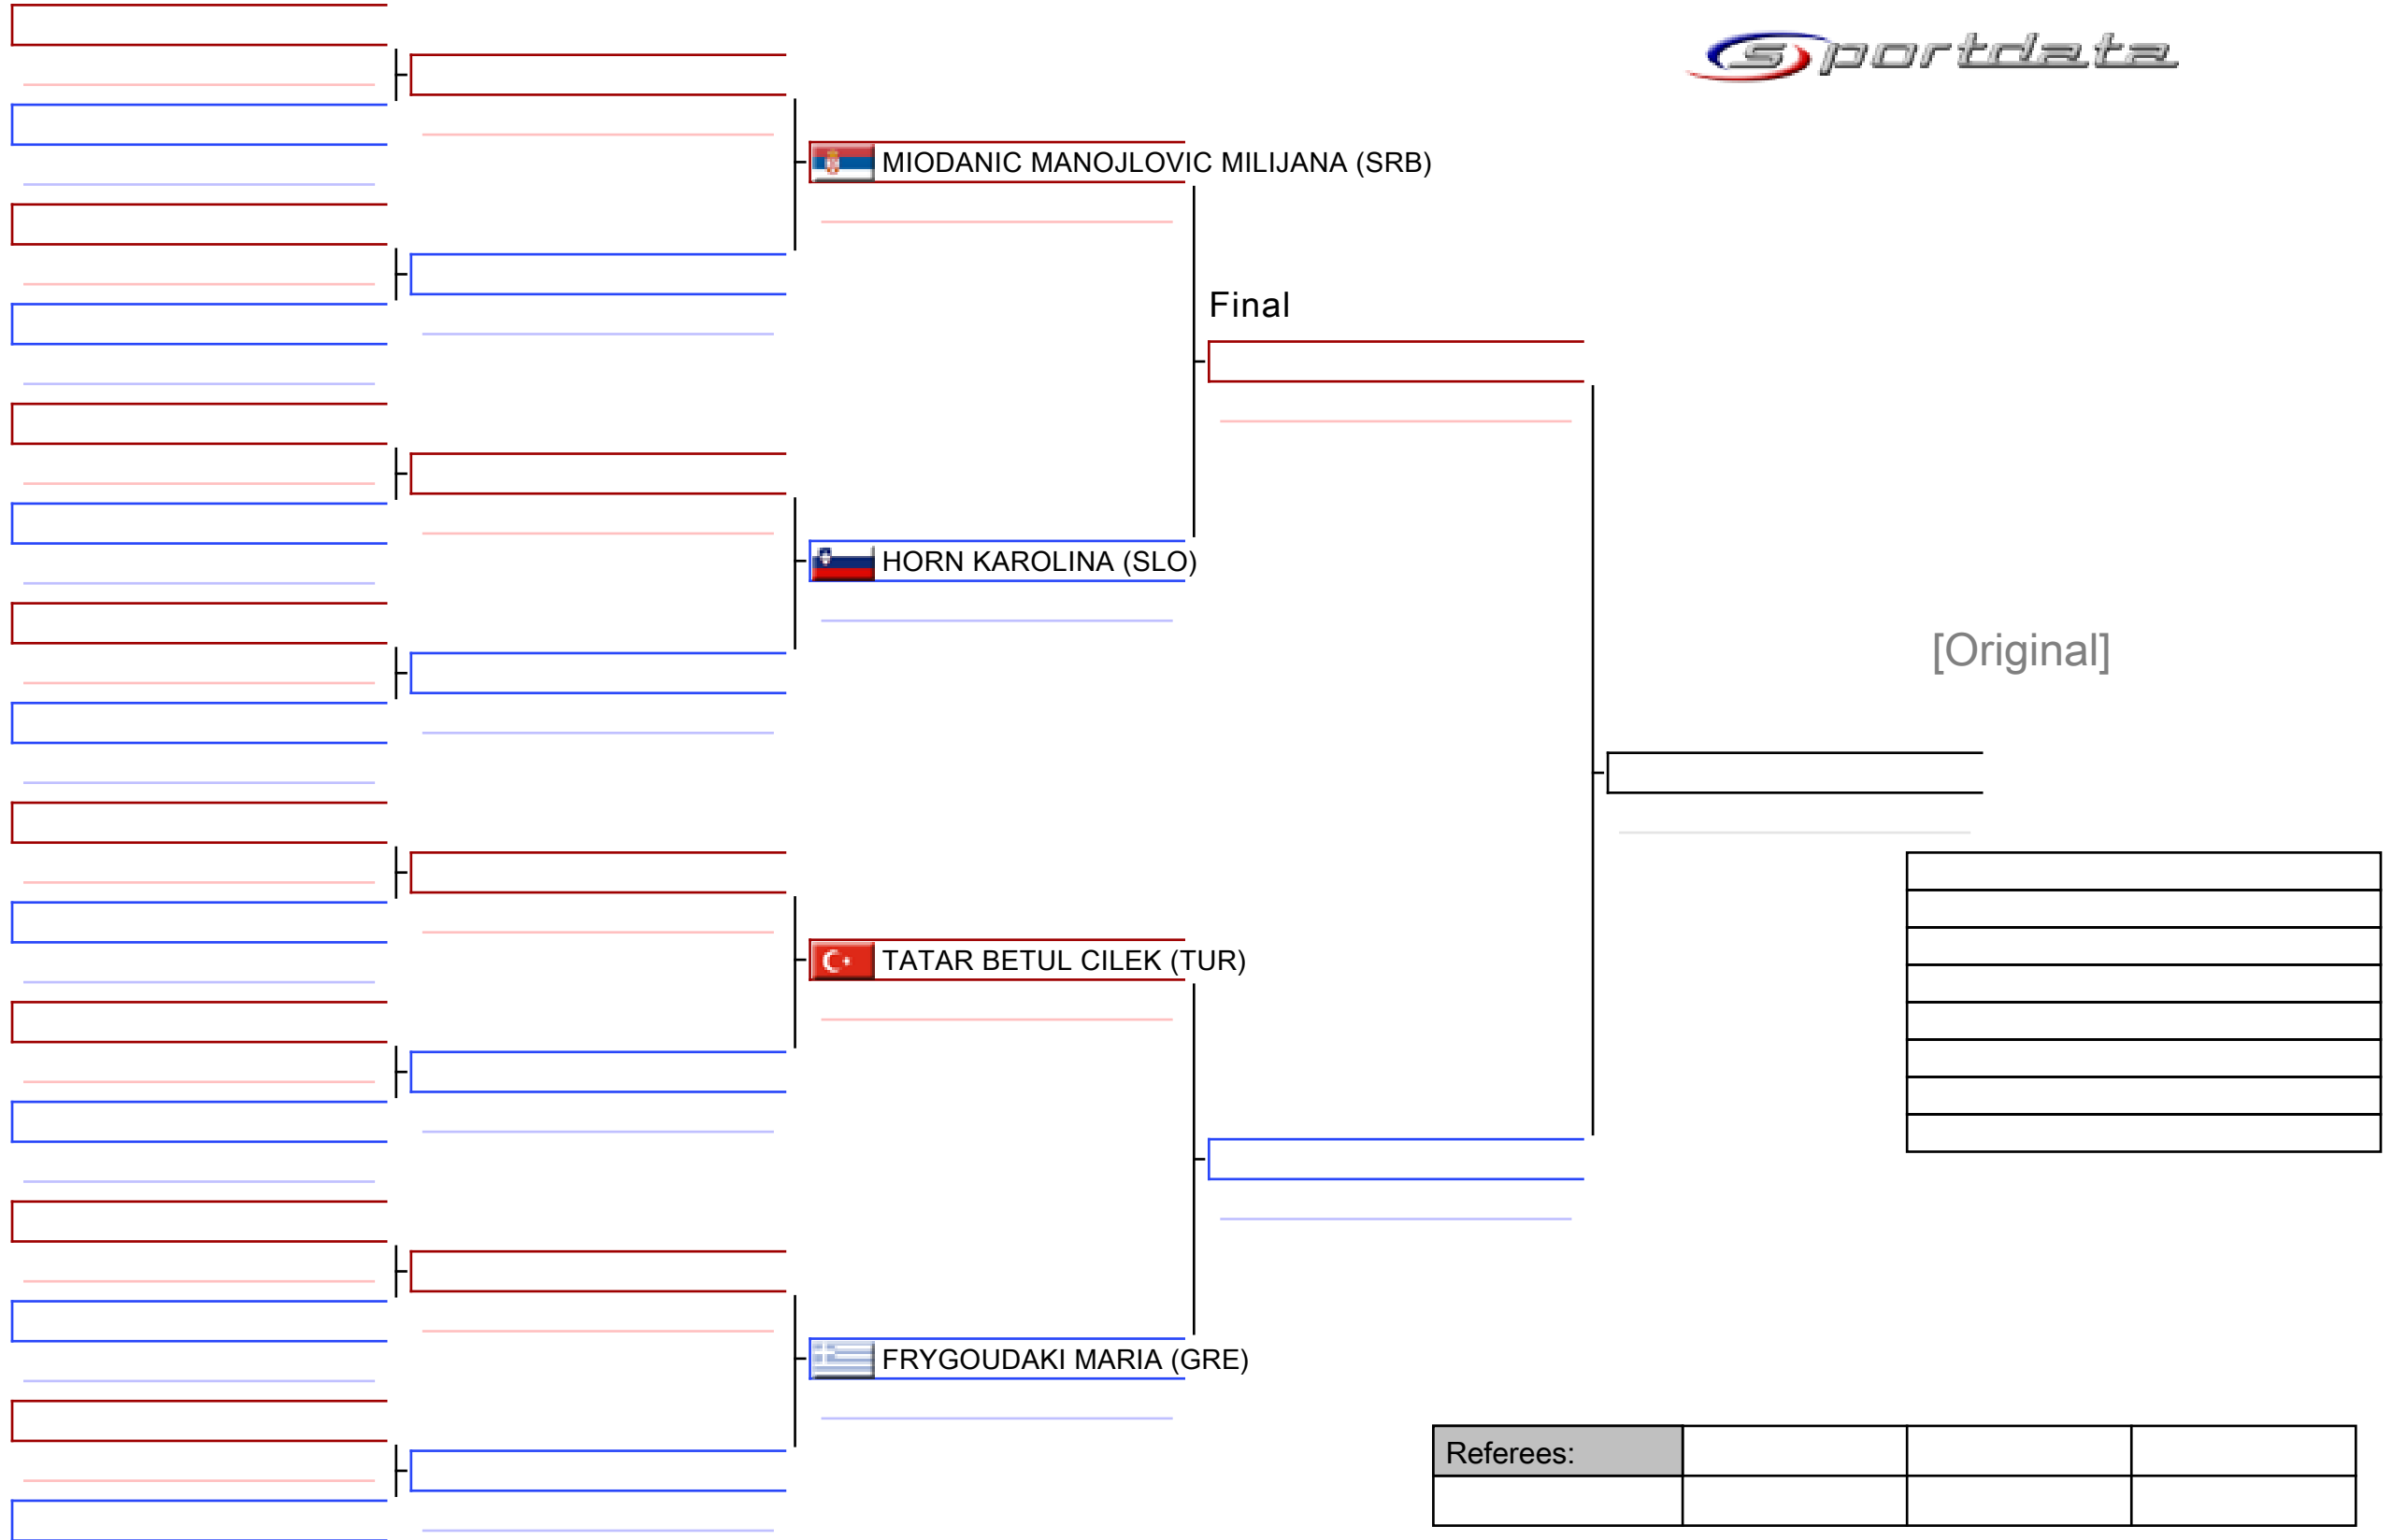 sportdata
MIODANIC MANOJLOVIC MILIJANA (SRB)
Final
HORN KAROLINA (SLO)
[Original]
TATAR BETUL CILEK (TUR)
FRYGOUDAKI MARIA (GRE)
Referees: